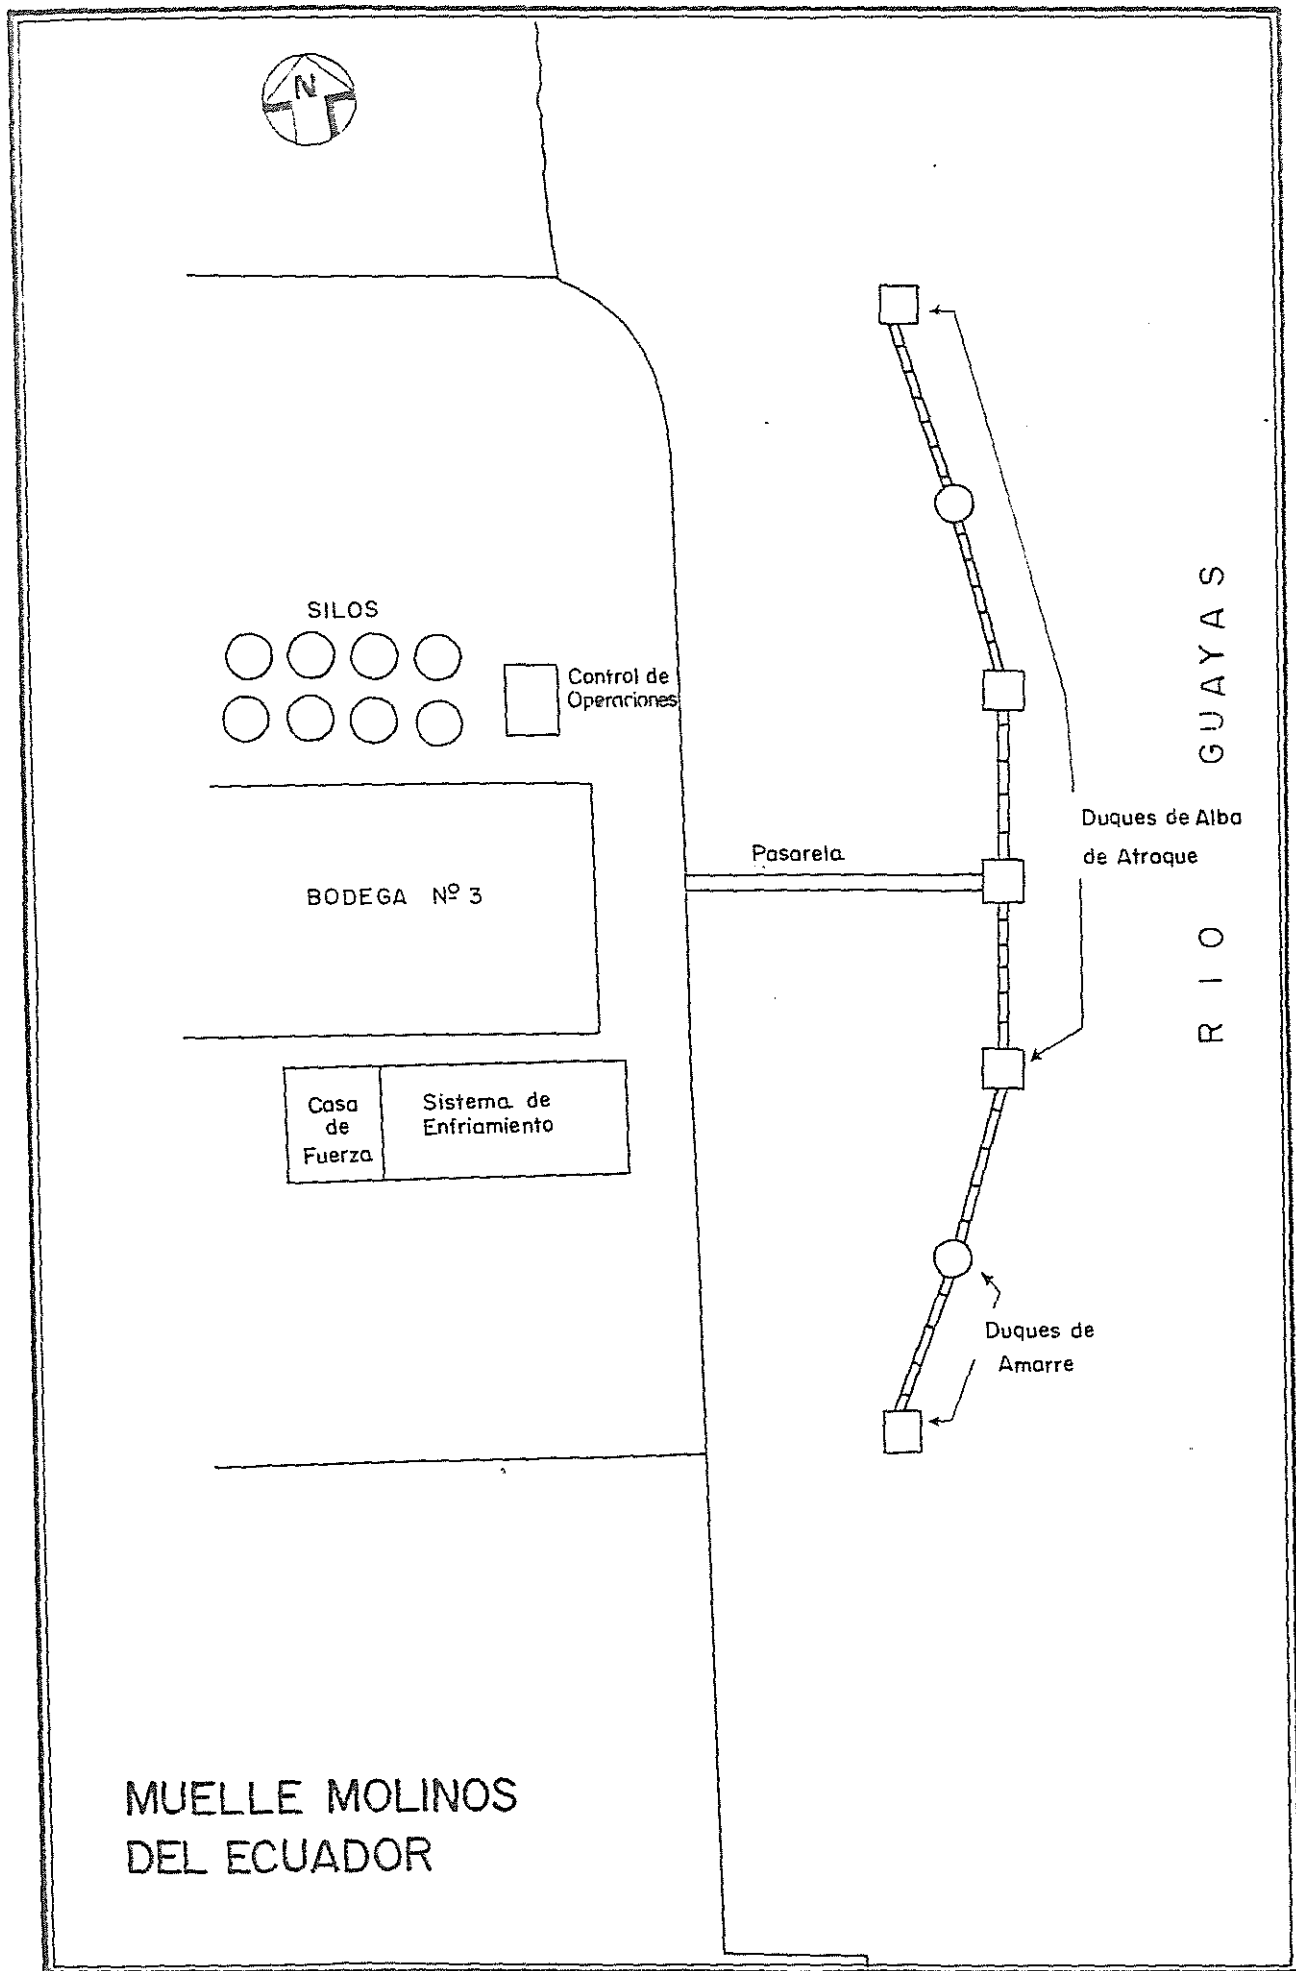 N
SILOS
Control de
Operaciones
Duques de Alba
de Atraque
Pasarela
BODEGA Nº 3
RIO GUAYAS
Casa
de
Fuerza
Sistema de
Enfriamiento
Duques de
Amarre
MUELLE MOLINOS
DEL ECUADOR